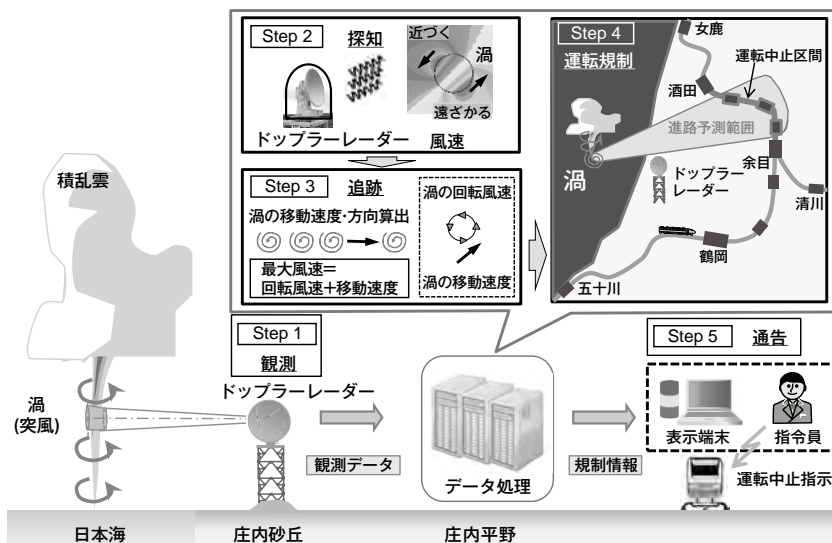 Step 2
探知
近づく
渦
遠ざかる
ドップラーレーダー
風速
Step 3
追跡
渦の移動速度・方向算出
最大風速＝
回転風速＋移動速度
渦の回転風速
渦の移動速度
Step 4
運転規制
女鹿
運転中止区間
酒田
進路予測範囲
渦
ドップラー
レーダー
余目
清川
鶴岡
五十川
積乱雲
渦
(突風)
Step 1
観測
ドップラーレーダー
観測データ
データ処理
規制情報
Step 5
通告
表示端末
指令員
運転中止指示
日本海
庄内砂丘
庄内平野